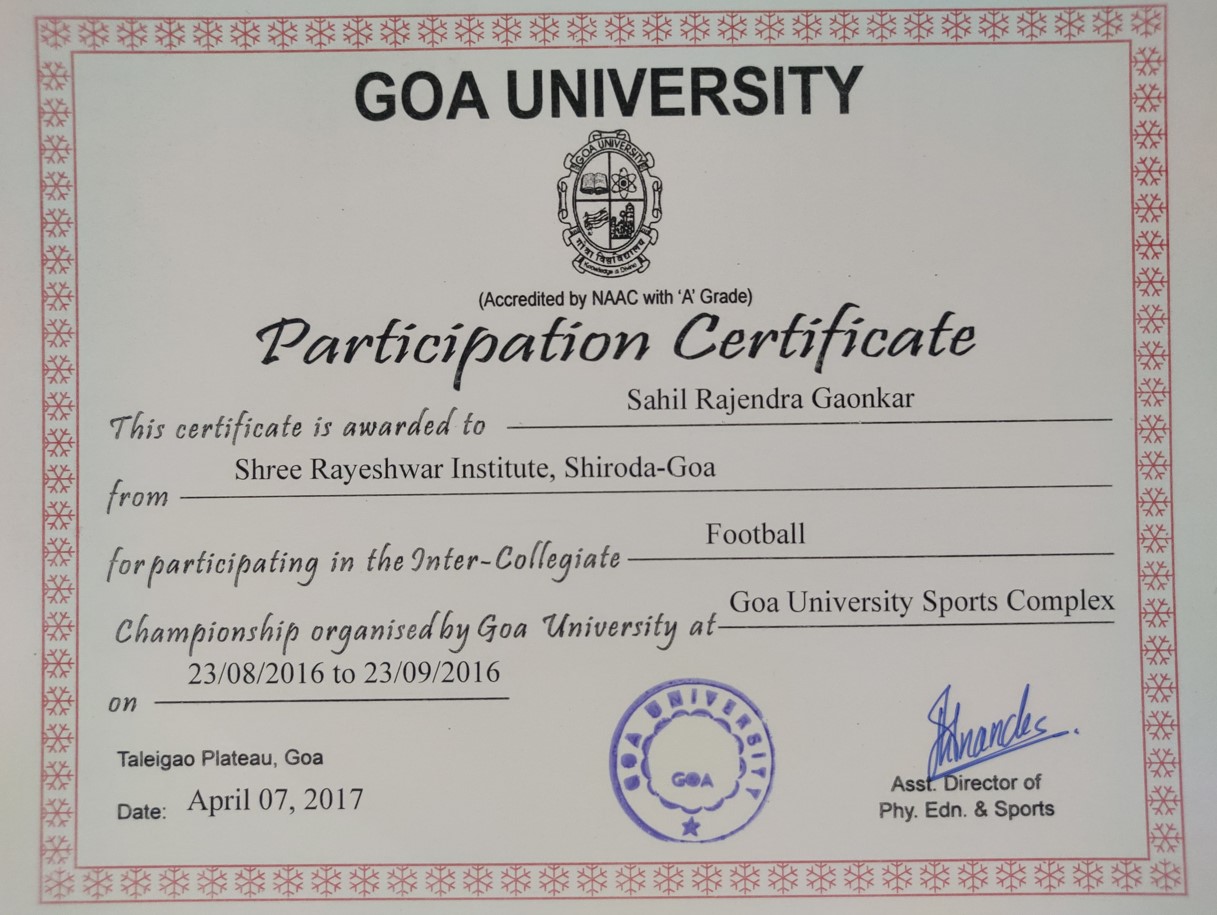 GOA UNIVERSITY
GOA UNIVERSITY
गोंय विद्यापीठ
Knowledge is Divine
(Accredited by NAAC with 'A' Grade)
Participation Certificate
This certificate is awarded to Sahil Rajendra Gaonkar
from Shree Rayeshwar Institute, Shiroda-Goa
for participating in the Inter-Collegiate Football
Championship organised by Goa University at Goa University Sports Complex
on 23/08/2016 to 23/09/2016
GOA UNIVERSITY
GOA
Taleigao Plateau, Goa
Date: April 07, 2017
Asst. Director of
Phy. Edn. & Sports